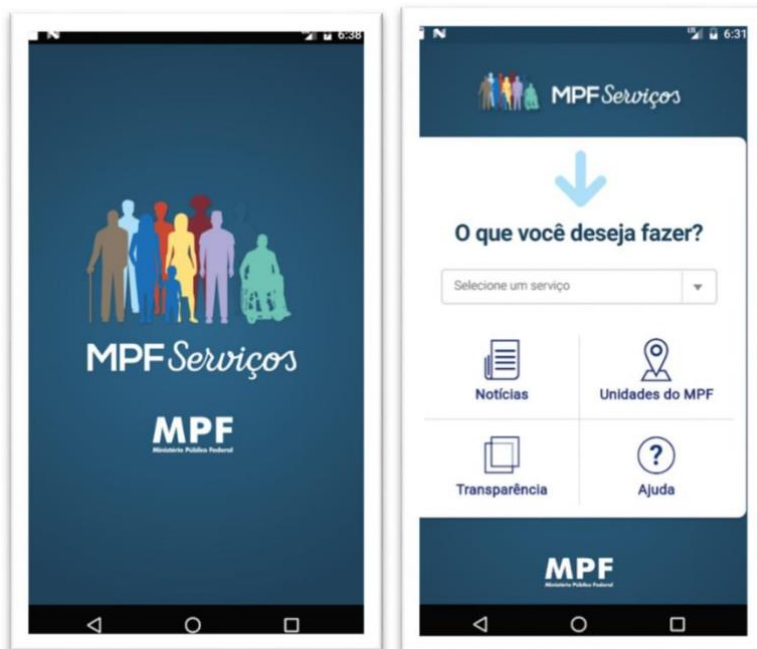 6:38
MPF Serviços
MPF
Ministério Público Federal
6:31
MPF Serviços
O que você deseja fazer?
Selecione um serviço
Notícias
Unidades do MPF
Transparência
?
Ajuda
MPF
Ministério Público Federal